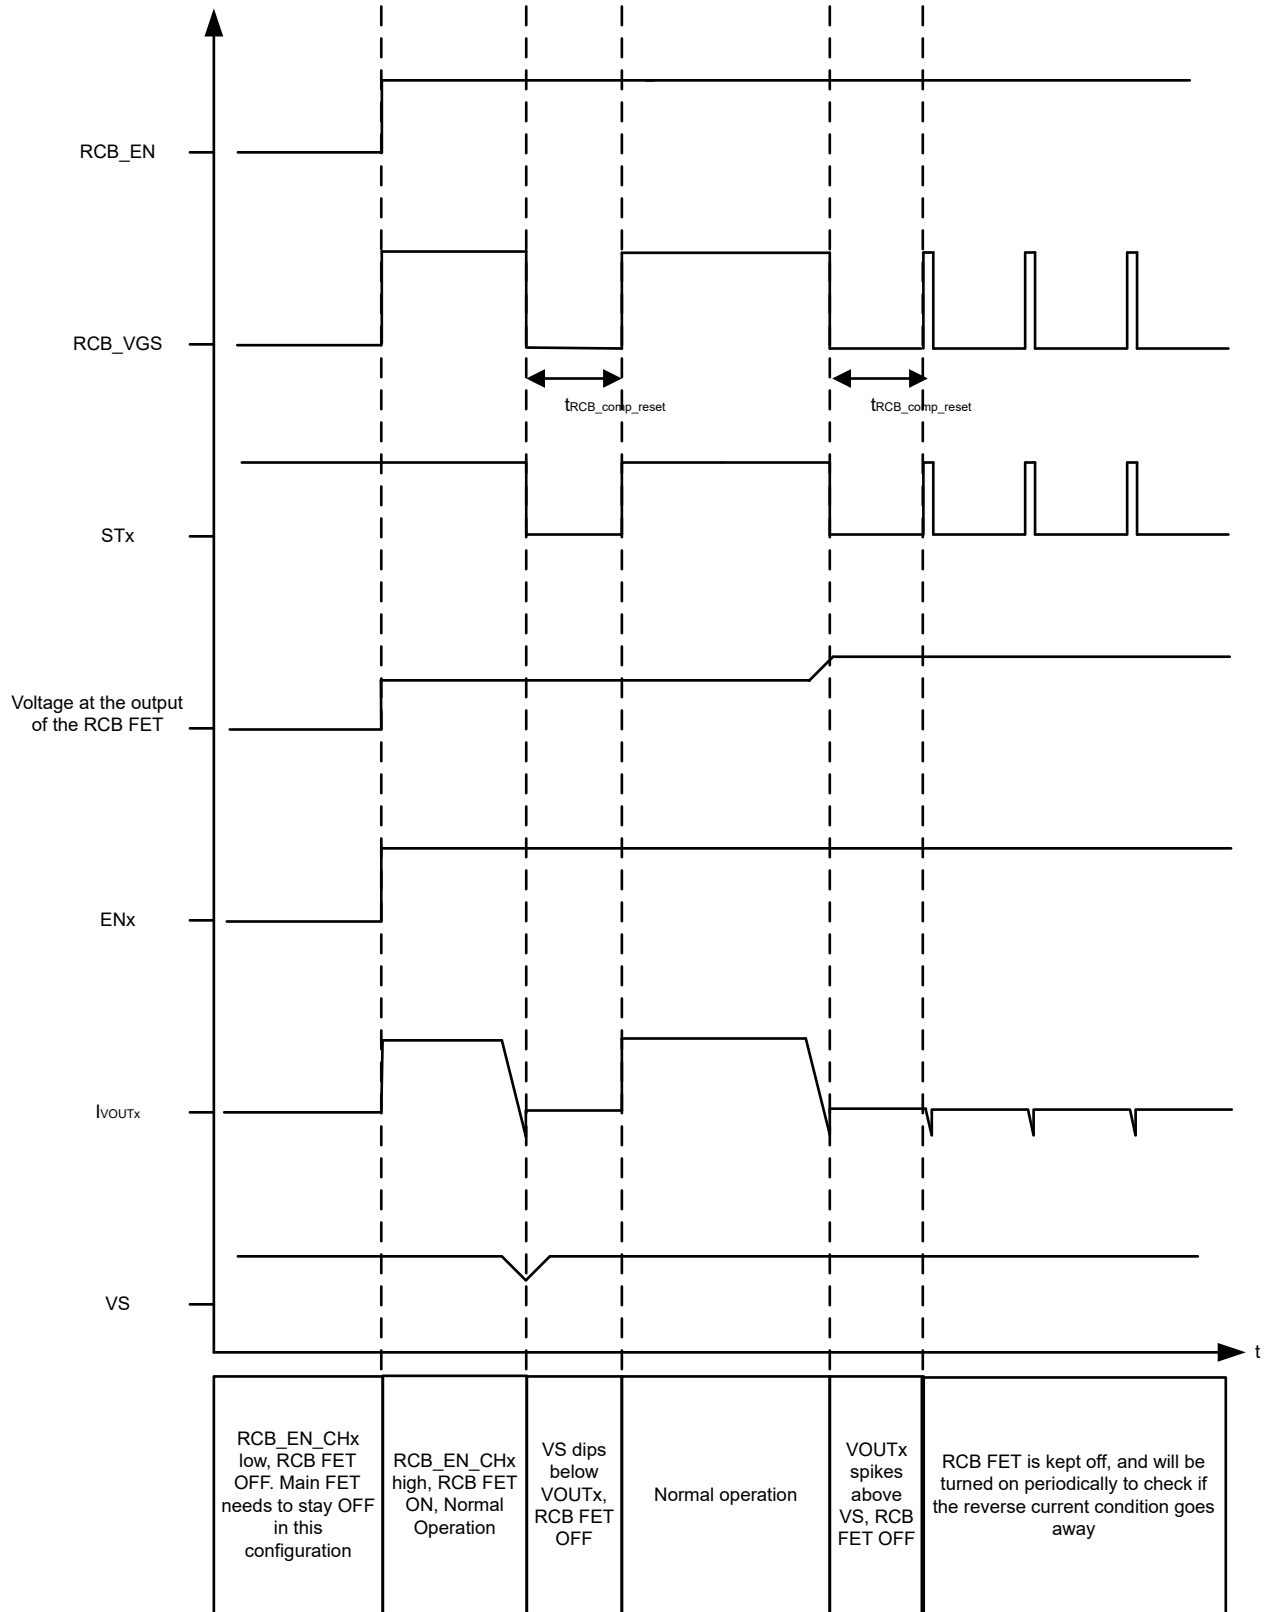 RCB_EN
RCB_VGS
tRCB_comp_reset
tRCB_comp_reset
STx
Voltage at the output
of the RCB FET
ENx
IVOUTx
VS
t
RCB_EN_CHx
low, RCB FET
OFF. Main FET
needs to stay OFF
in this
configuration
RCB_EN_CHx
high, RCB FET
ON, Normal
Operation
VS dips
below
VOUTx,
RCB FET
OFF
Normal operation
VOUTx
spikes
above
VS, RCB
FET OFF
RCB FET is kept off, and will be
turned on periodically to check if
the reverse current condition goes
away